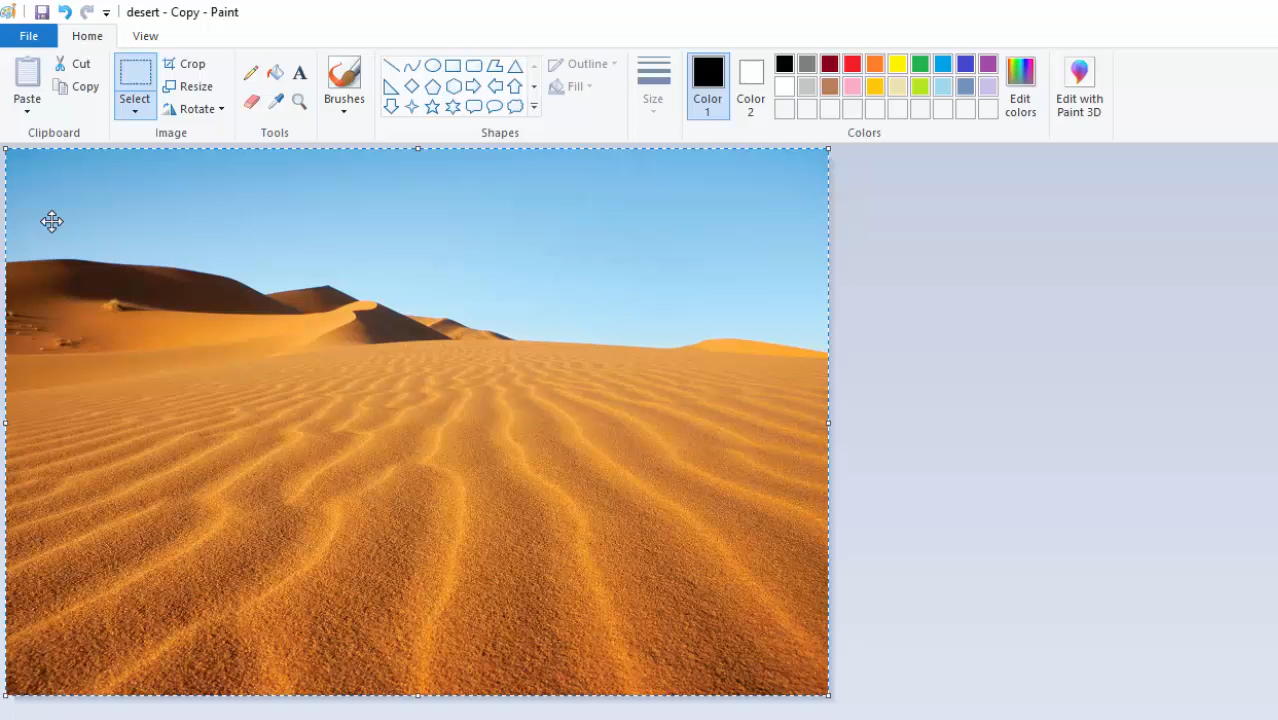 desert - Copy - Paint
File Home View
Paste
Cut
Copy
Clipboard
Select
Crop
Resize
Rotate
Image
A
Tools
Brushes
Outline
Fill
Shapes
Size
Color 1
Color 2
Edit colors
Colors
Edit with Paint 3D